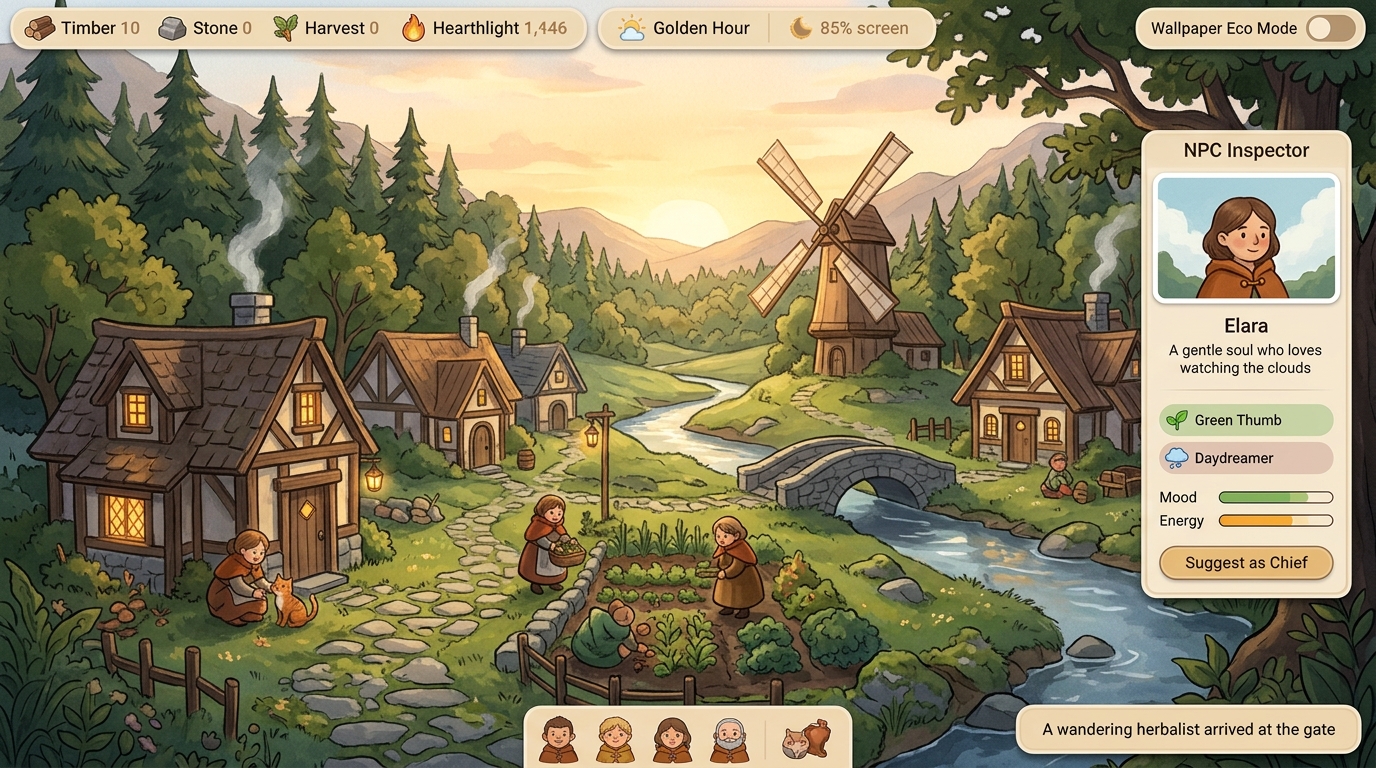 Timber 10 Stone 0 Harvest 0 Hearthlight 1,446
Golden Hour 85% screen
Wallpaper Eco Mode
NPC Inspector
Elara
A gentle soul who loves
watching the clouds
Green Thumb
Daydreamer
Mood
Energy
Suggest as Chief
A wandering herbalist arrived at the gate